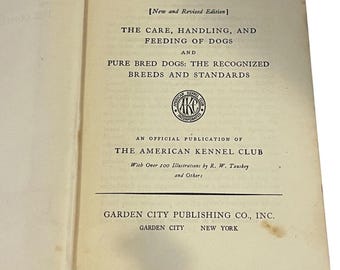 [New and Revised Edition]
THE CARE, HANDLING, AND
FEEDING OF DOGS
AND
PURE BRED DOGS: THE RECOGNIZED
BREEDS AND STANDARDS
AKC
AN OFFICIAL PUBLICATION OF
THE AMERICAN KENNEL CLUB
With Over 200 Illustrations by R. W. Tauskey
and Others
GARDEN CITY PUBLISHING CO., INC.
GARDEN CITY NEW YORK